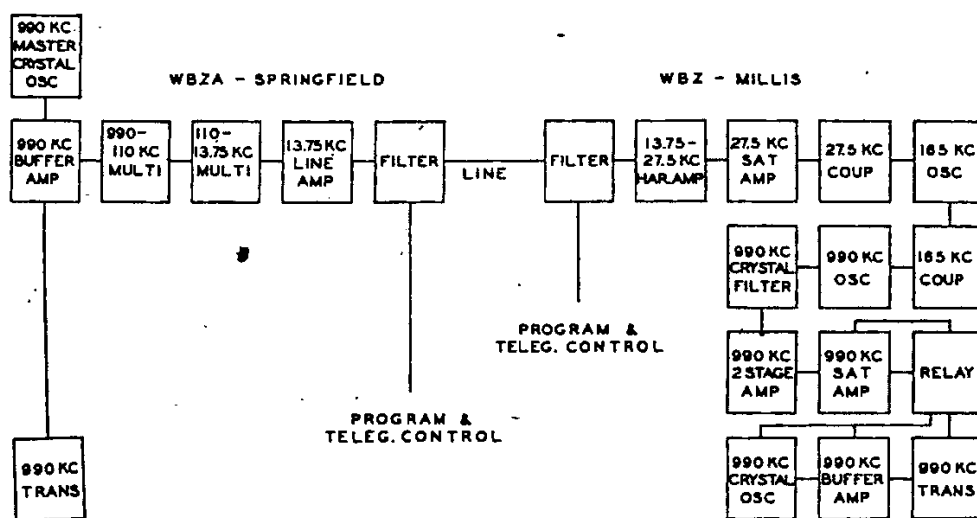 990 KC
MASTER
CRYSTAL
OSC
WBZA - SPRINGFIELD
WBZ - MILLIS
990 KC
BUFFER
AMP
990-
110 KC
MULTI
110-
13.75 KC
MULTI
13.75 KC
LINE
AMP
FILTER
LINE
FILTER
13.75-
27.5 KC
HAR.AMP
27.5 KC
SAT
AMP
27.5 KC
COUP
165 KC
OSC
990 KC
CRYSTAL
FILTER
990 KC
OSC
165 KC
COUP
PROGRAM &
TELEG. CONTROL
990 KC
2 STAGE
AMP
990 KC
SAT
AMP
RELAY
PROGRAM &
TELEG. CONTROL
990 KC
TRANS
990 KC
CRYSTAL
OSC
990 KC
BUFFER
AMP
990 KC
TRANS